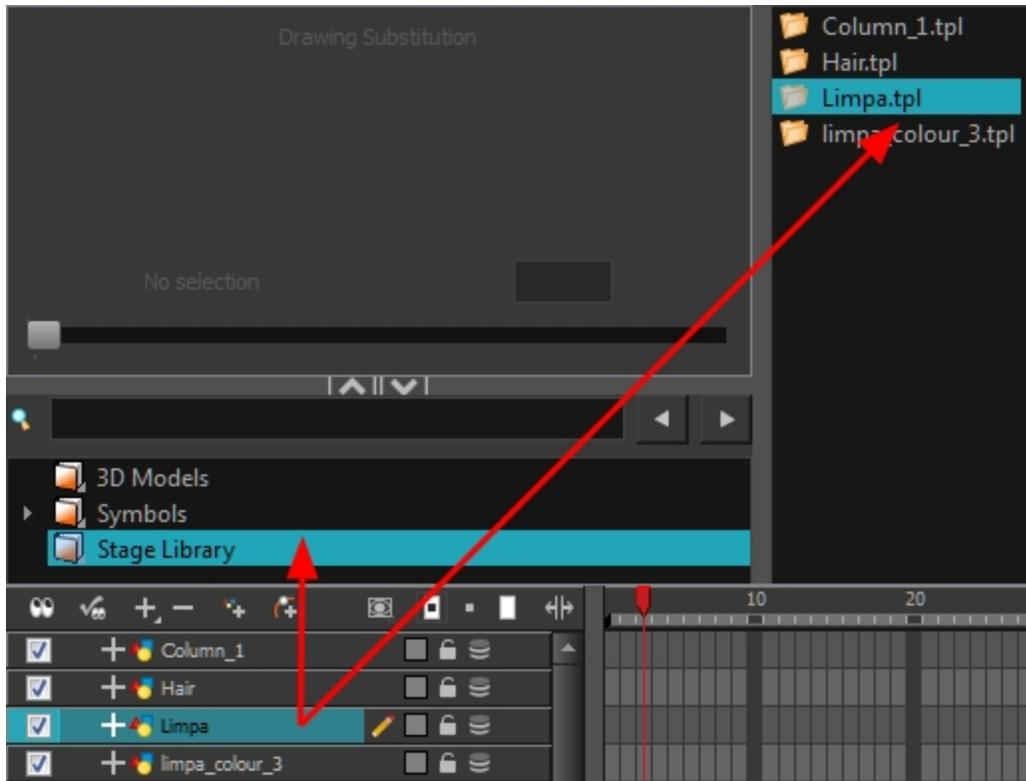 Drawing Substitution
No selection
3D Models
Symbols
Stage Library
Column_1.tpl
Hair.tpl
Limpa.tpl
limpa_colour_3.tpl
10 20
Column_1
Hair
Limpa
limpa_colour_3